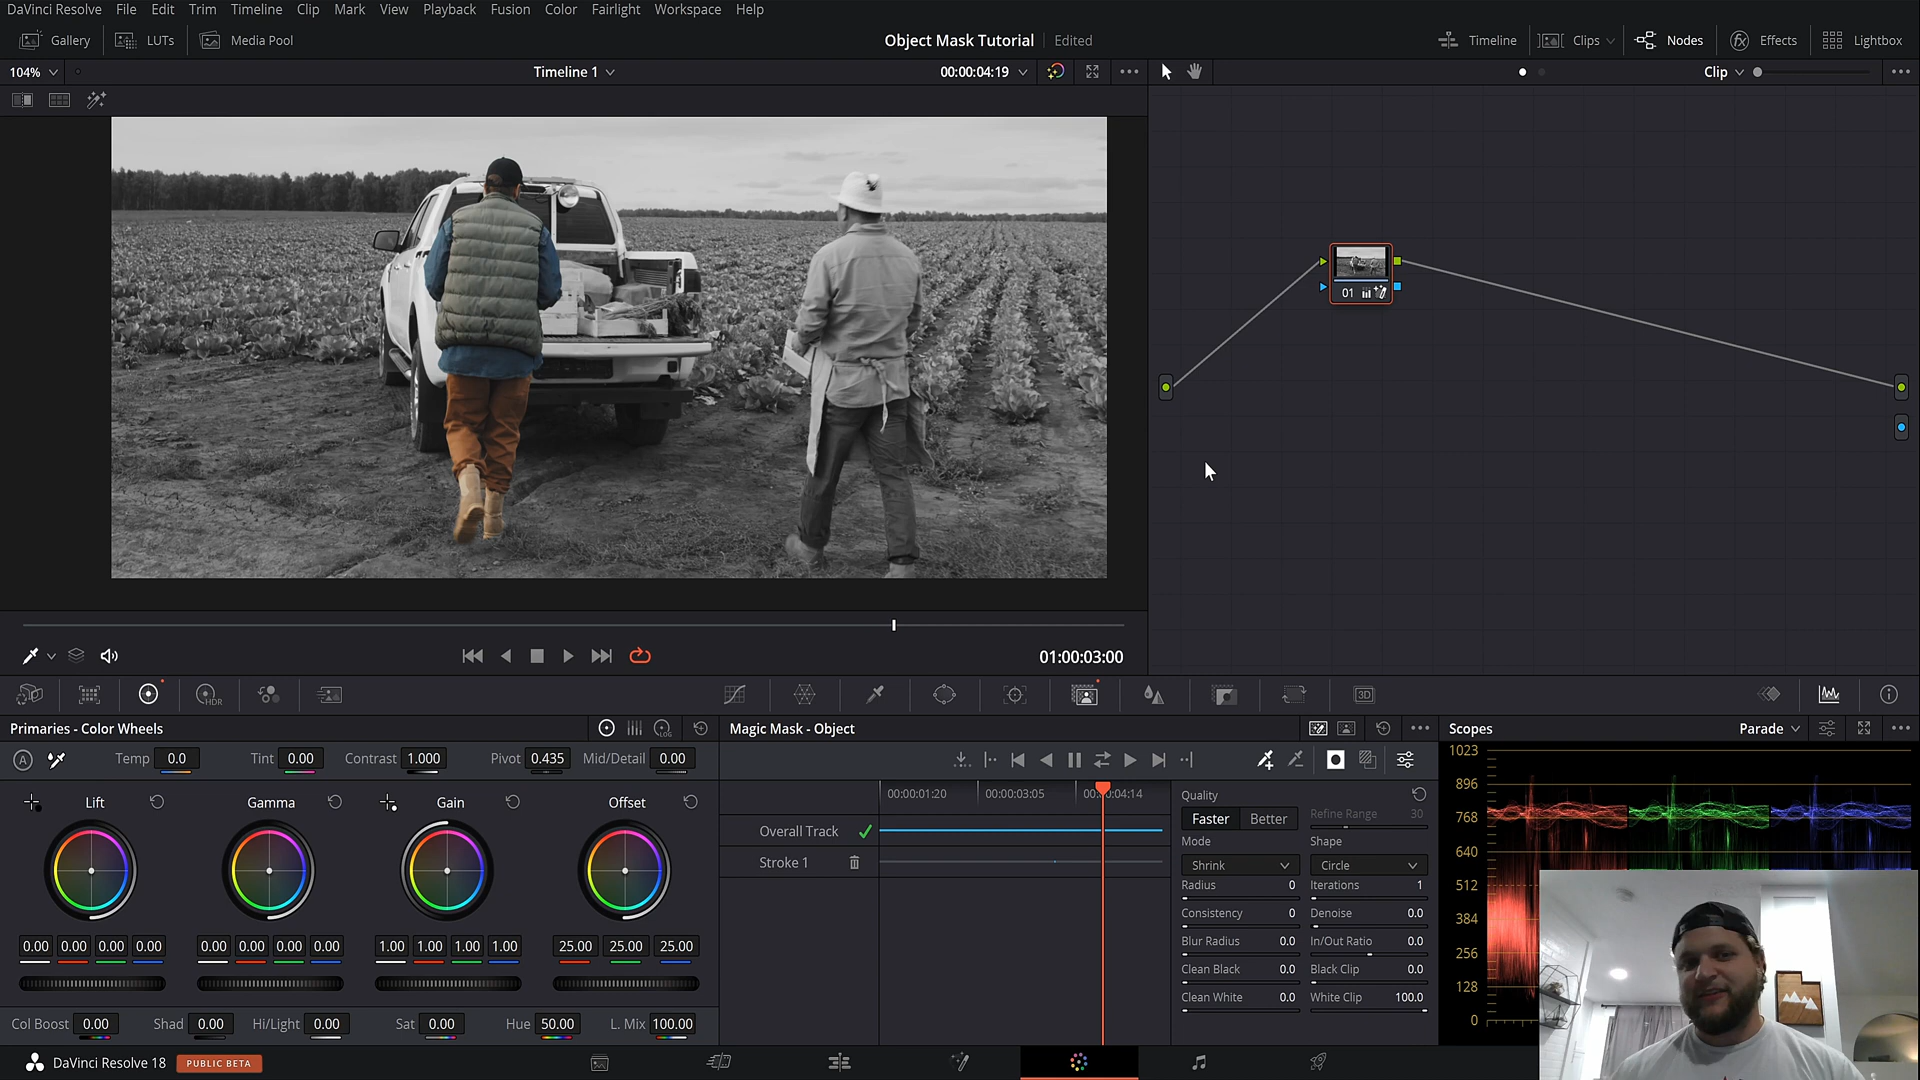 DaVinci Resolve File Edit Trim Timeline Clip Mark View Playback Fusion Color Fairlight Workspace Help
Gallery LUTs Media Pool Object Mask Tutorial Edited Timeline Clips Nodes Effects Lightbox
104% Timeline 1 00:00:04:19 Clip
01
01:00:03:00
HDR 3D
Primaries - Color Wheels LOG Magic Mask - Object Scopes Parade
A Temp 0.0 Tint 0.00 Contrast 1.000 Pivot 0.435 Mid/Detail 0.00
Lift Gamma Gain Offset
0.00 0.00 0.00 0.00 0.00 0.00 0.00 0.00 1.00 1.00 1.00 1.00 25.00 25.00 25.00
Col Boost 0.00 Shad 0.00 Hi/Light 0.00 Sat 0.00 Hue 50.00 L. Mix 100.00
00:00:01:20 00:00:03:05 00:00:04:14
Overall Track
Stroke 1
Quality
Faster Better Refine Range 30
Mode Shape
Shrink Circle
Radius 0 Iterations 1
Consistency 0 Denoise 0.0
Blur Radius 0.0 In/Out Ratio 0.0
Clean Black 0.0 Black Clip 0.0
Clean White 0.0 White Clip 100.0
1023
896
768
640
512
384
256
128
0
DaVinci Resolve 18 PUBLIC BETA